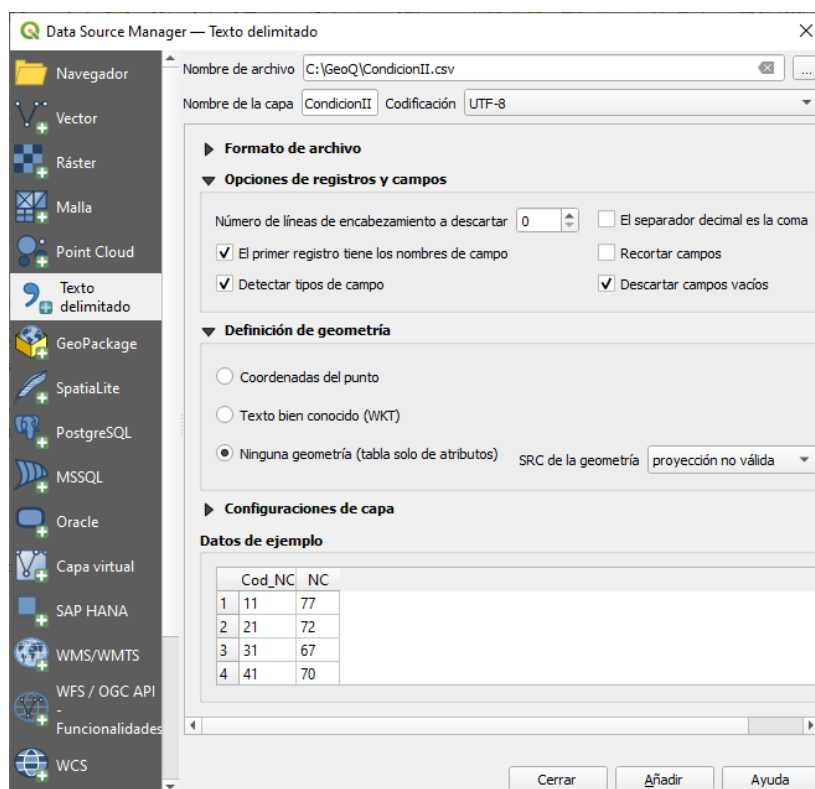 Data Source Manager — Texto delimitado
Navegador
Vector
Ráster
Malla
Point Cloud
Texto
delimitado
GeoPackage
SpatiaLite
PostgreSQL
MSSQL
Oracle
Capa virtual
SAP HANA
WMS/WMTS
WFS / OGC API
-
Funcionalidades
WCS
Nombre de archivo C:\GeoQ\CondicionII.csv ...
Nombre de la capa CondicionII Codificación UTF-8
Formato de archivo
Opciones de registros y campos
Número de líneas de encabezamiento a descartar 0 El separador decimal es la coma
El primer registro tiene los nombres de campo Recortar campos
Detectar tipos de campo Descartar campos vacíos
Definición de geometría
Coordenadas del punto
Texto bien conocido (WKT)
Ninguna geometría (tabla solo de atributos) SRC de la geometría proyección no válida
Configuraciones de capa
Datos de ejemplo
Cod_NC NC
1 11 77
2 21 72
3 31 67
4 41 70
Cerrar Añadir Ayuda